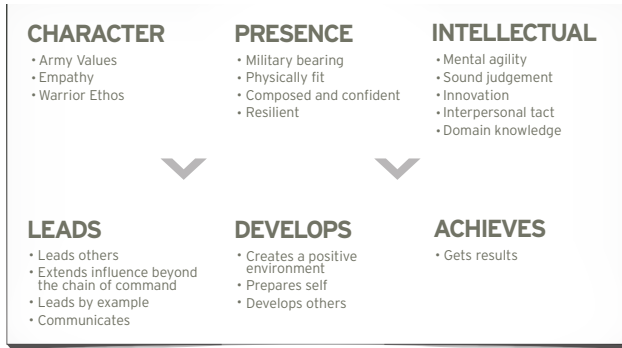 CHARACTER
• Army Values
• Empathy
• Warrior Ethos
PRESENCE
• Military bearing
• Physically fit
• Composed and confident
• Resilient
INTELLECTUAL
• Mental agility
• Sound judgement
• Innovation
• Interpersonal tact
• Domain knowledge
LEADS
• Leads others
• Extends influence beyond
the chain of command
• Leads by example
• Communicates
DEVELOPS
• Creates a positive
environment
• Prepares self
• Develops others
ACHIEVES
• Gets results